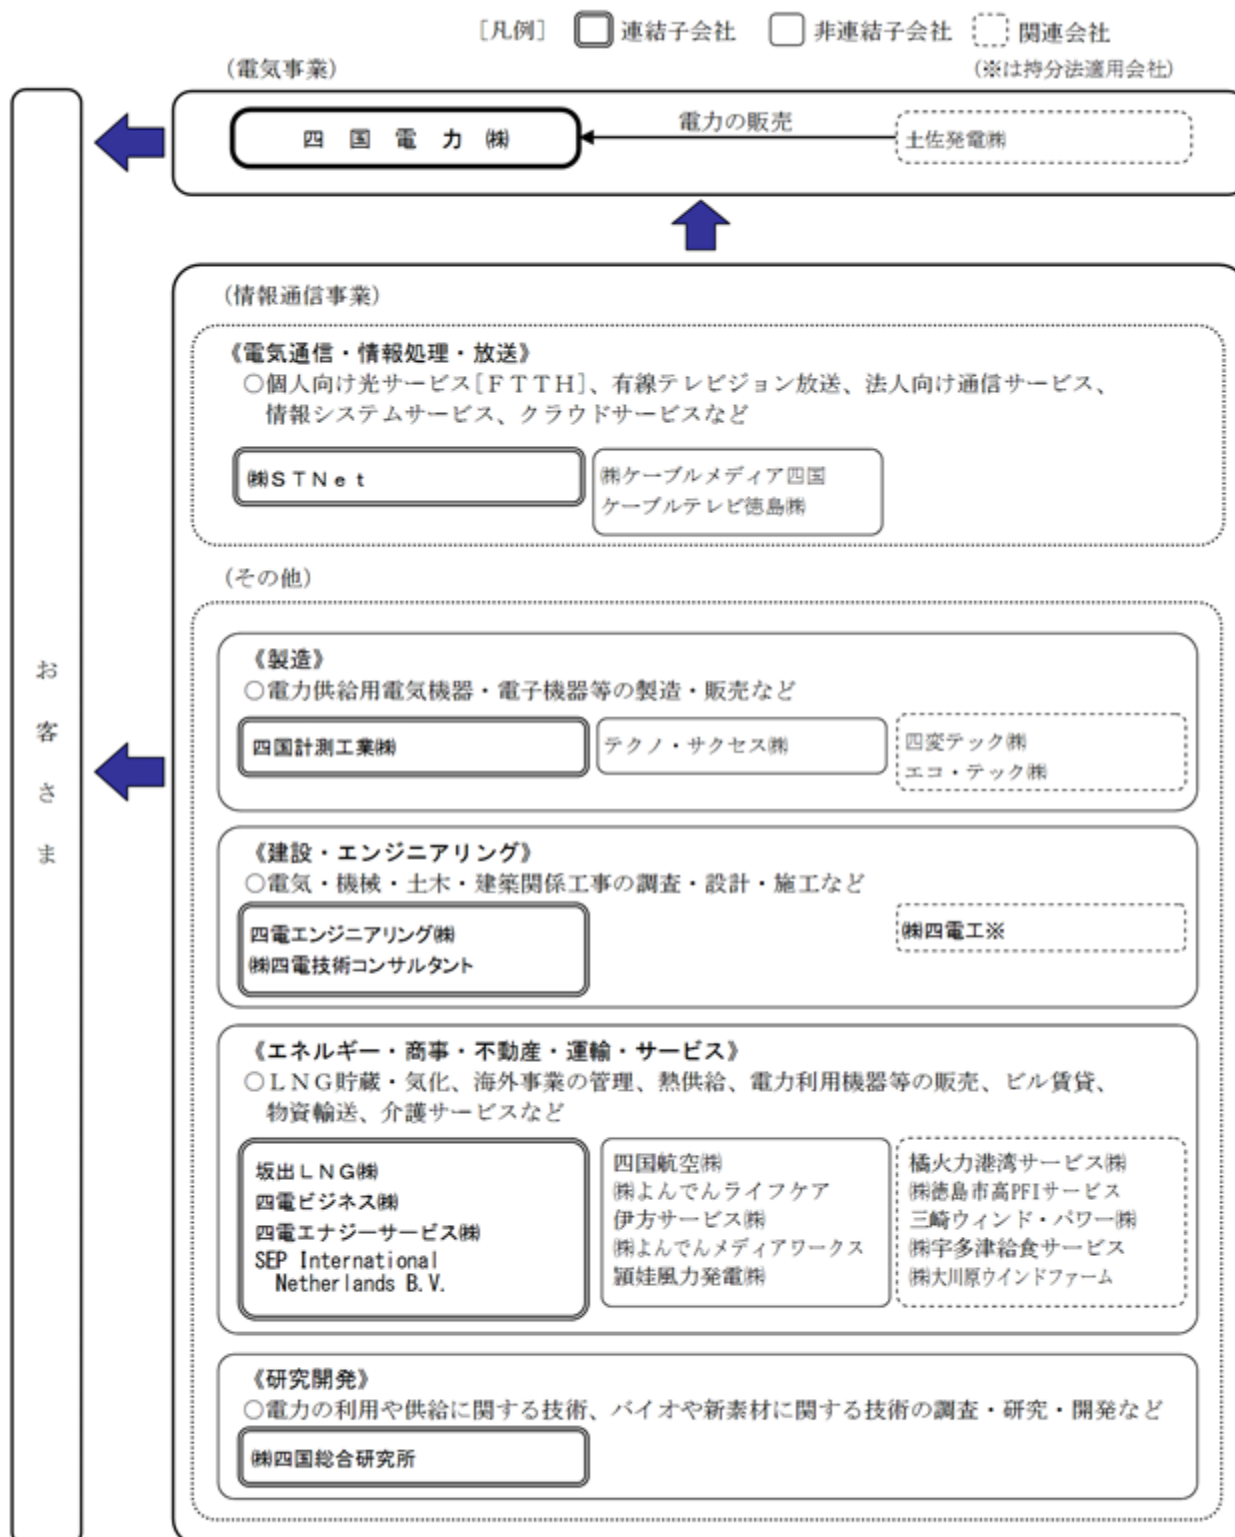 ［凡例］ 連結子会社 非連結子会社 関連会社
（電気事業） （※は持分法適用会社）
四国電力㈱ 電力の販売 土佐発電㈱
（情報通信事業）
《電気通信・情報処理・放送》
○個人向け光サービス［ＦＴＴＨ］、有線テレビジョン放送、法人向け通信サービス、
情報システムサービス、クラウドサービスなど
㈱ＳＴＮｅｔ
㈱ケーブルメディア四国
ケーブルテレビ徳島㈱
（その他）
《製造》
○電力供給用電気機器・電子機器等の製造・販売など
四国計測工業㈱
テクノ・サクセス㈱
四変テック㈱
エコ・テック㈱
《建設・エンジニアリング》
○電気・機械・土木・建築関係工事の調査・設計・施工など
四電エンジニアリング㈱
㈱四電技術コンサルタント
㈱四電工※
《エネルギー・商事・不動産・運輸・サービス》
○ＬＮＧ貯蔵・気化、海外事業の管理、熱供給、電力利用機器等の販売、ビル賃貸、
物資輸送、介護サービスなど
坂出ＬＮＧ㈱
四電ビジネス㈱
四電エナジーサービス㈱
SEP International
Netherlands B.V.
四国航空㈱
㈱よんでんライフケア
伊方サービス㈱
㈱よんでんメディアワークス
頴娃風力発電㈱
橘火力港湾サービス㈱
㈱徳島市高PFIサービス
三崎ウィンド・パワー㈱
㈱宇多津給食サービス
㈱大川原ウインドファーム
《研究開発》
○電力の利用や供給に関する技術、バイオや新素材に関する技術の調査・研究・開発など
㈱四国総合研究所
お客さま